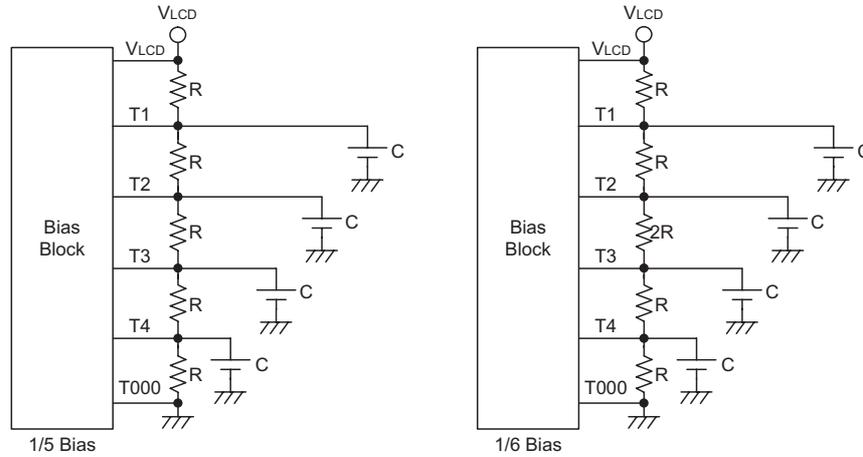 VLCD
VLCD
R
T1
C
R
T2
C
R
Bias
Block
T3
C
R
T4
C
R
T000
1/5 Bias
VLCD
VLCD
R
T1
C
R
T2
C
2R
Bias
Block
T3
C
R
T4
C
R
T000
1/6 Bias